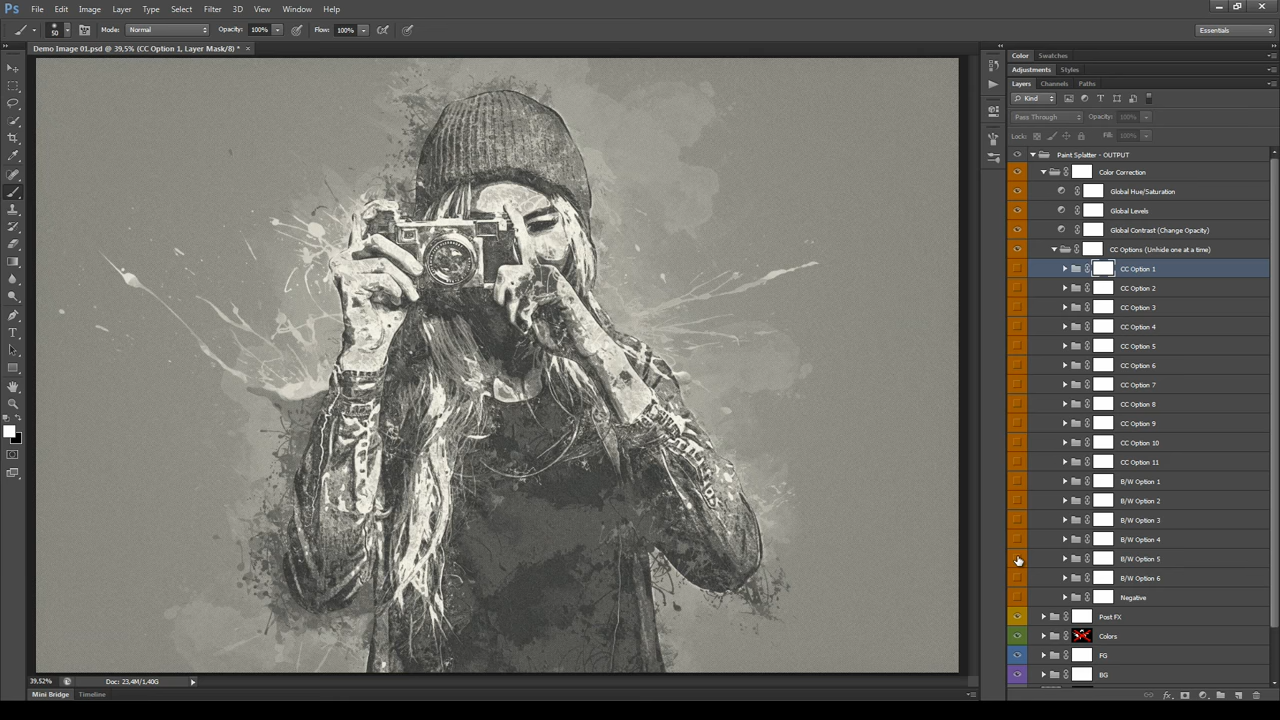 Ps File Edit Image Layer Type Select Filter 3D View Window Help
50 Mode: Normal Opacity: 100% Flow: 100% Essentials
Demo Image 01.psd @ 39,5% (CC Option 1, Layer Mask/8) * ×
Color Swatches
Adjustments Styles
Layers Channels Paths
Kind
Pass Through Opacity: 100%
Lock: Fill: 100%
Paint Splatter - OUTPUT
Color Correction
Global Hue/Saturation
Global Levels
Global Contrast (Change Opacity)
CC Options (Unhide one at a time)
CC Option 1
CC Option 2
CC Option 3
CC Option 4
CC Option 5
CC Option 6
CC Option 7
CC Option 8
CC Option 9
CC Option 10
CC Option 11
B/W Option 1
B/W Option 2
B/W Option 3
B/W Option 4
B/W Option 5
B/W Option 6
Negative
Post FX
Colors
FG
BG
39,52% Doc: 23,4M/1,40G
Mini Bridge Timeline